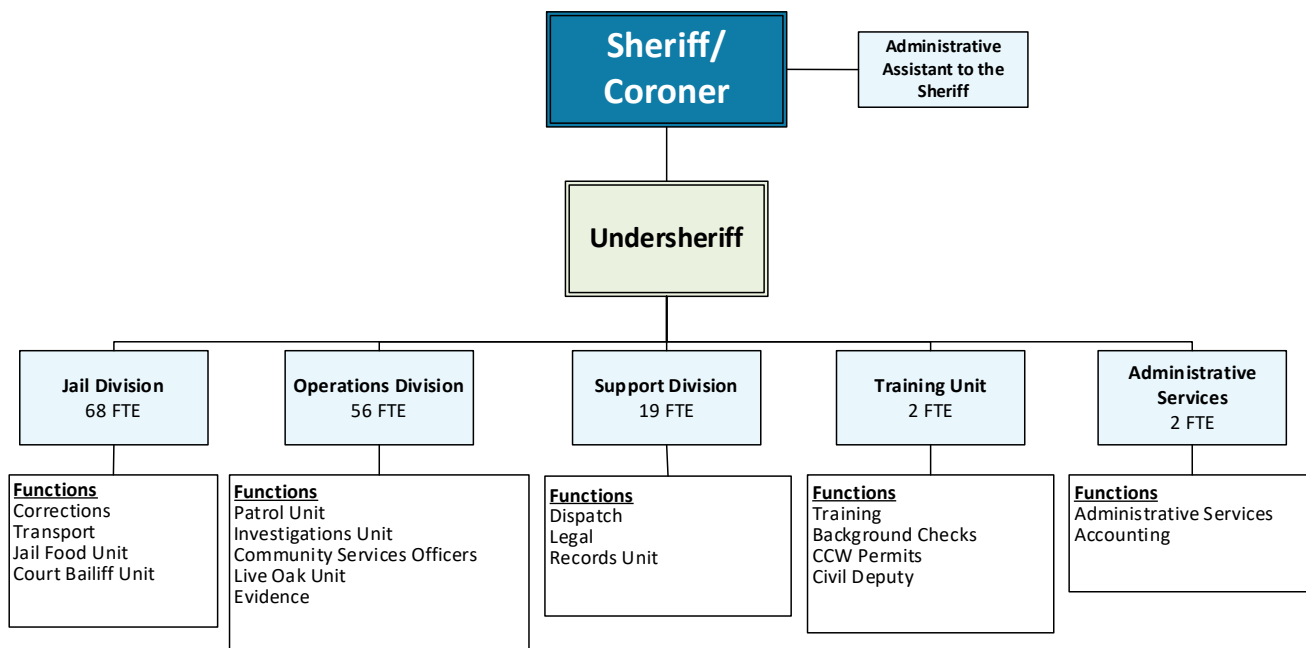 Sheriff/
Coroner
Administrative
Assistant to the
Sheriff
Undersheriff
Jail Division
68 FTE
Operations Division
56 FTE
Support Division
19 FTE
Training Unit
2 FTE
Administrative
Services
2 FTE
Functions
Corrections
Transport
Jail Food Unit
Court Bailiff Unit
Functions
Patrol Unit
Investigations Unit
Community Services Officers
Live Oak Unit
Evidence
Functions
Dispatch
Legal
Records Unit
Functions
Training
Background Checks
CCW Permits
Civil Deputy
Functions
Administrative Services
Accounting